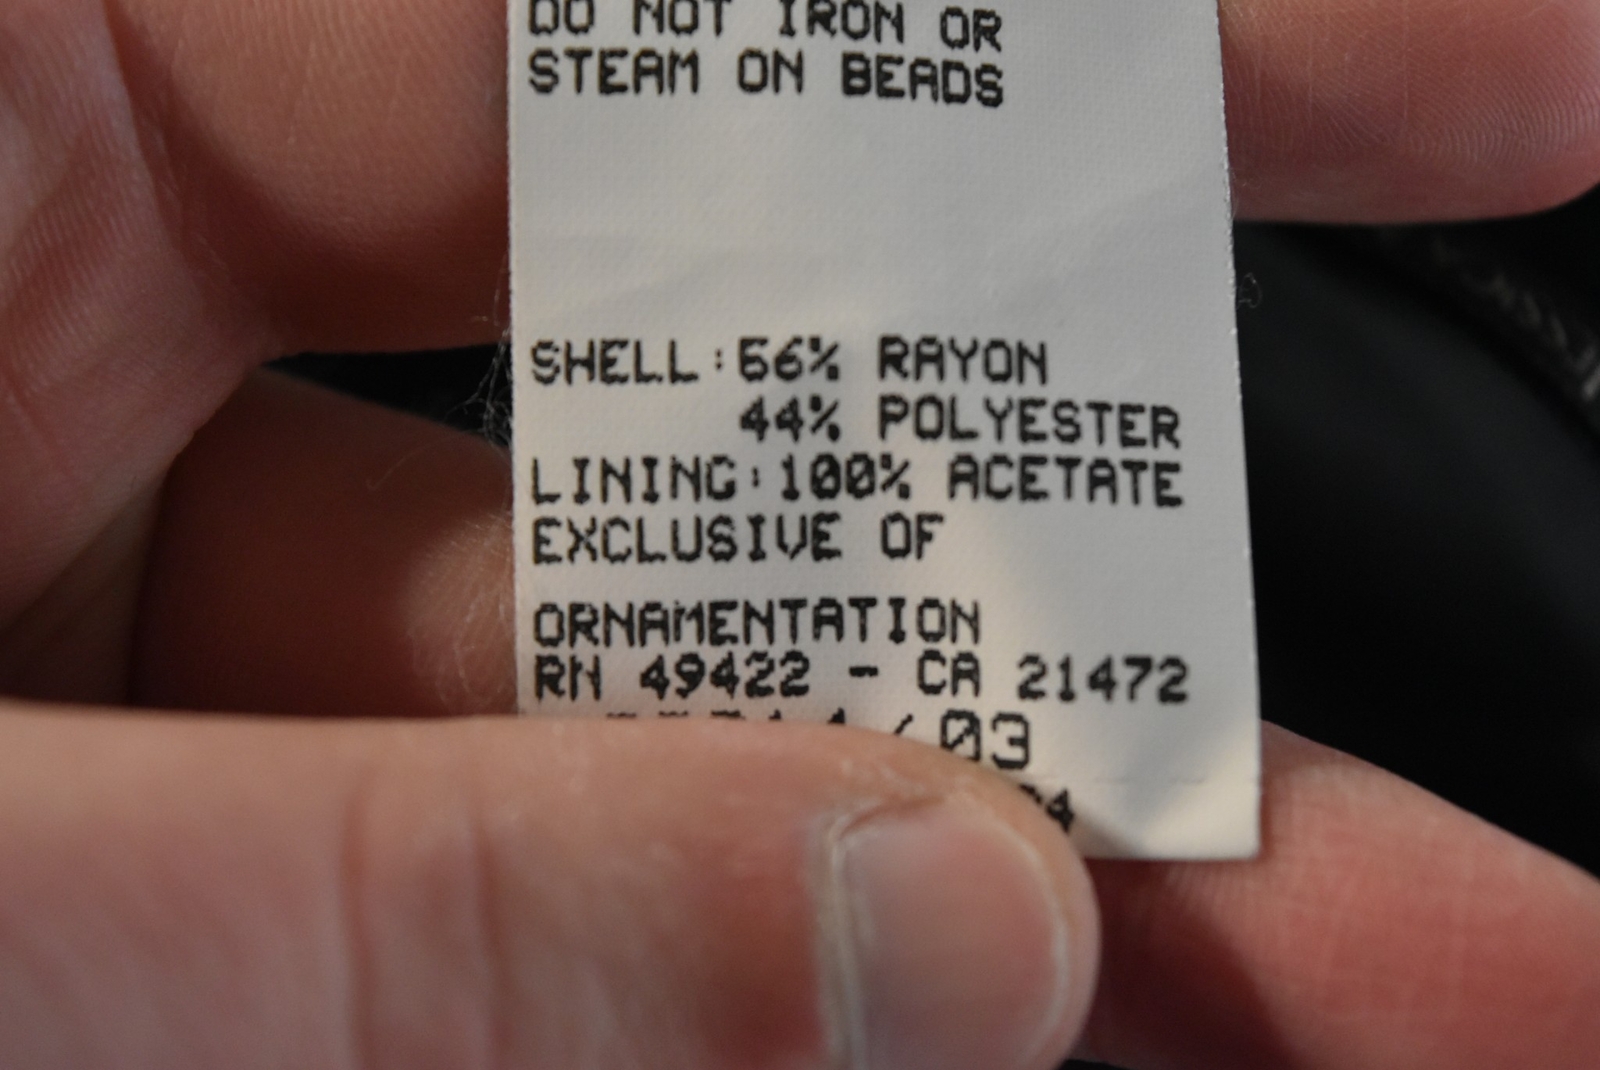 DO NOT IRON OR
STEAM ON BEADS
SHELL:56% RAYON
44% POLYESTER
LINING:100% ACETATE
EXCLUSIVE OF
ORNAMENTATION
RN 49422 - CA 21472
/03